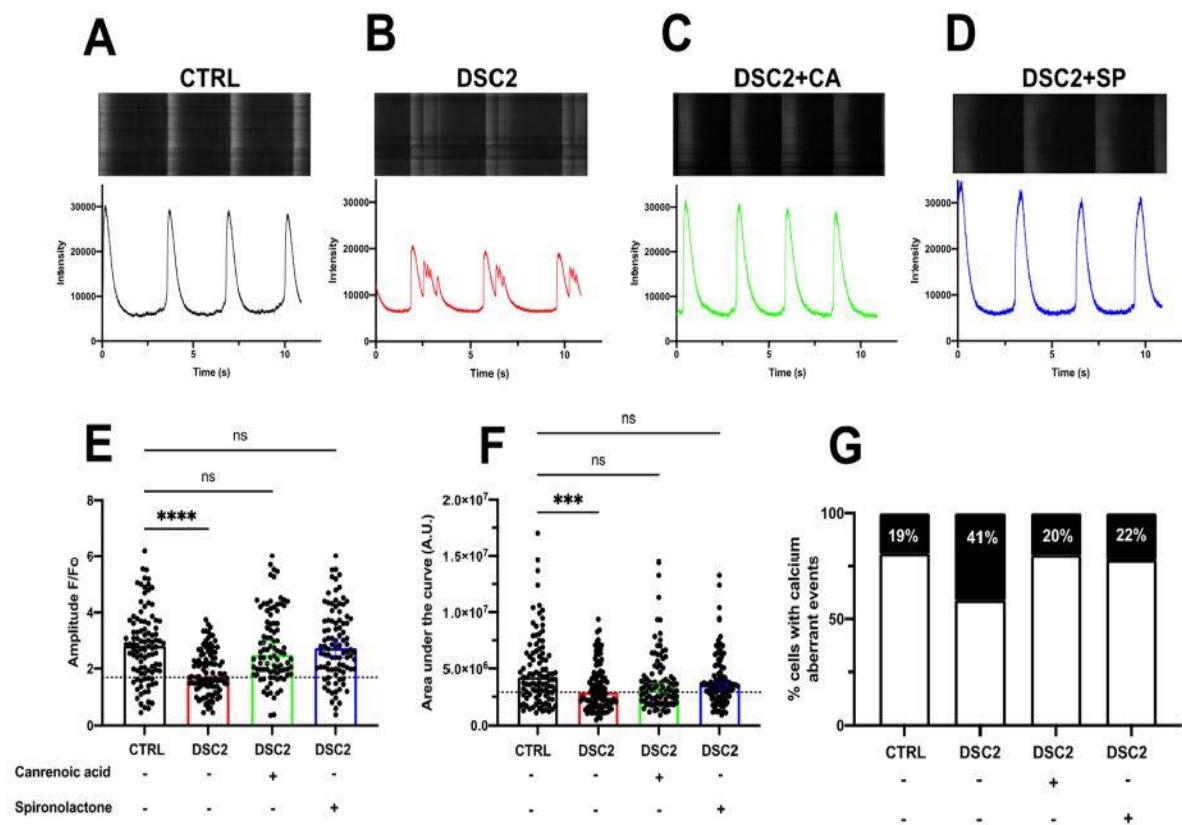 A
CTRL
Intensity
30000
20000
10000
0
0
5
10
Time (s)
B
DSC2
Intensity
30000
20000
10000
0
0
5
10
Time (s)
C
DSC2+CA
Intensity
30000
20000
10000
0
0
5
10
Time (s)
D
DSC2+SP
Intensity
30000
20000
10000
0
0
5
10
Time (s)
E
ns
ns
****
Amplitude F/Fo
8
6
4
2
0
CTRL DSC2 DSC2 DSC2
Canrenoic acid - - + -
Spironolactone - - - +
F
ns
ns
***
Area under the curve (A.U.)
2.0×10⁷
1.5×10⁷
1.0×10⁷
5.0×10⁶
0.0
CTRL DSC2 DSC2 DSC2
- - + -
- - - +
G
% cells with calcium
aberrant events
100
50
0
19% 41% 20% 22%
CTRL DSC2 DSC2 DSC2
- - + -
- - - +